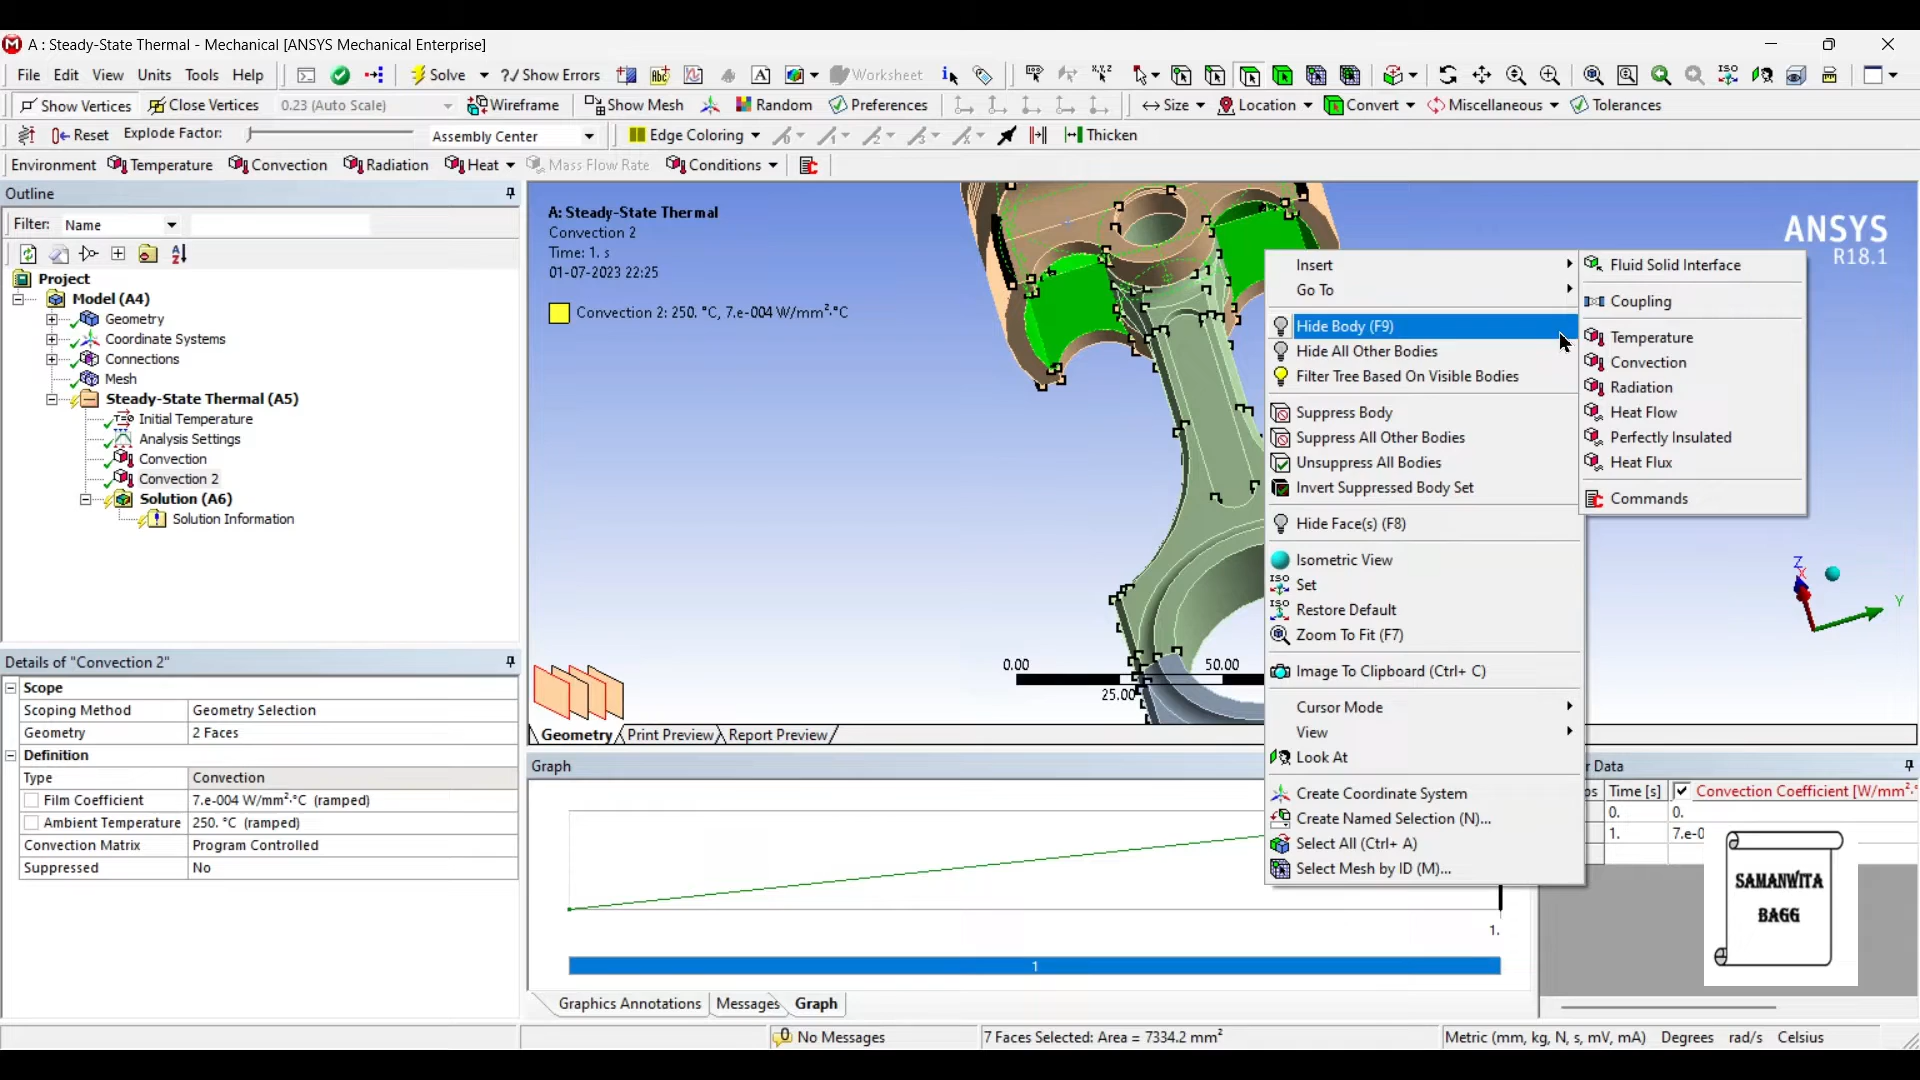 A : Steady-State Thermal - Mechanical [ANSYS Mechanical Enterprise]
File Edit View Units Tools Help Solve ?/ Show Errors Worksheet
Show Vertices Close Vertices 0.23 (Auto Scale) Wireframe Show Mesh Random Preferences Size Location Convert Miscellaneous Tolerances
Reset Explode Factor: Assembly Center Edge Coloring Thicken
Environment Temperature Convection Radiation Heat Mass Flow Rate Conditions
Outline
Filter: Name
Project
Model (A4)
Geometry
Coordinate Systems
Connections
Mesh
Steady-State Thermal (A5)
Initial Temperature
Analysis Settings
Convection
Convection 2
Solution (A6)
Solution Information
Details of "Convection 2"
Scope
Scoping Method Geometry Selection
Geometry 2 Faces
Definition
Type Convection
Film Coefficient 7.e-004 W/mm²·°C (ramped)
Ambient Temperature 250. °C (ramped)
Convection Matrix Program Controlled
Suppressed No
A: Steady-State Thermal
Convection 2
Time: 1. s
01-07-2023 22:25
Convection 2: 250. °C, 7.e-004 W/mm²·°C
ANSYS
R18.1
0.00 50.00
25.00
Z
X
Y
Geometry Print Preview Report Preview
Insert
Go To
Hide Body (F9)
Hide All Other Bodies
Filter Tree Based On Visible Bodies
Suppress Body
Suppress All Other Bodies
Unsuppress All Bodies
Invert Suppressed Body Set
Hide Face(s) (F8)
Isometric View
ISO Set
ISO Restore Default
Zoom To Fit (F7)
Image To Clipboard (Ctrl+ C)
Cursor Mode
View
Look At
Create Coordinate System
Create Named Selection (N)...
Select All (Ctrl+ A)
Select Mesh by ID (M)...
Fluid Solid Interface
Coupling
Temperature
Convection
Radiation
Heat Flow
Perfectly Insulated
Heat Flux
Commands
Graph
1.
1
Graphics Annotations Messages Graph
r Data
ps Time [s] Convection Coefficient [W/mm²·°
0. 0.
1. 7.e-0
SAMANWITA
BAGG
No Messages 7 Faces Selected: Area = 7334.2 mm² Metric (mm, kg, N, s, mV, mA) Degrees rad/s Celsius